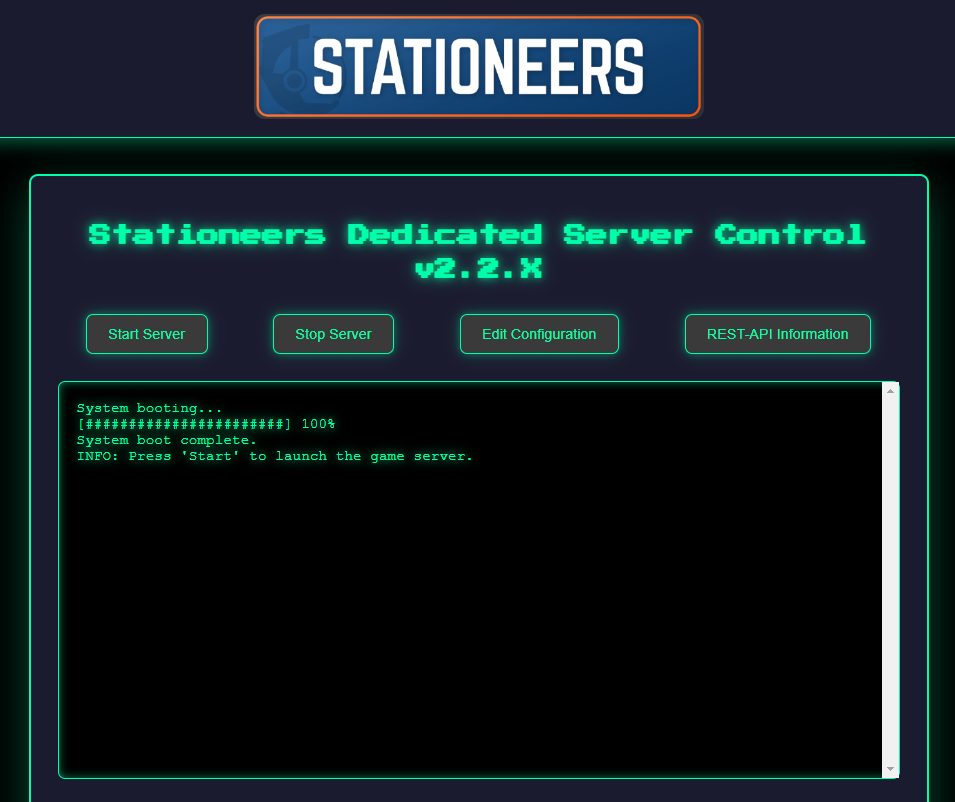 STATIONEERS
Stationeers Dedicated Server Control
v2.2.X
Start Server
Stop Server
Edit Configuration
REST-API Information
System booting...
[#######################] 100%
System boot complete.
INFO: Press 'Start' to launch the game server.